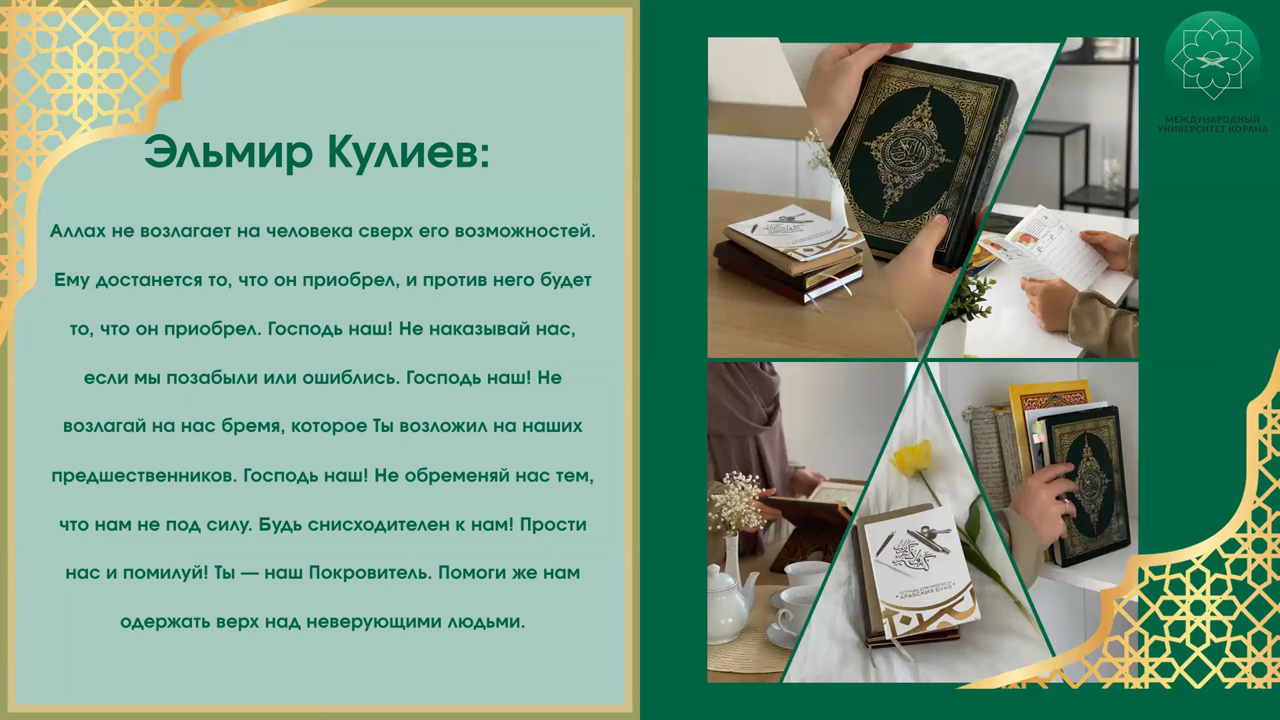 Эльмир Кулиев:
Аллах не возлагает на человека сверх его возможностей.
Ему достанется то, что он приобрел, и против него будет
то, что он приобрел. Господь наш! Не наказывай нас,
если мы позабыли или ошиблись. Господь наш! Не
возлагай на нас бремя, которое Ты возложил на наших
предшественников. Господь наш! Не обременяй нас тем,
что нам не под силу. Будь снисходителен к нам! Прости
нас и помилуй! Ты — наш Покровитель. Помоги же нам
одержать верх над неверующими людьми.
МЕЖДУНАРОДНЫЙ
УНИВЕРСИТЕТ КОРАНА
АРАБСКИХ БУКВ